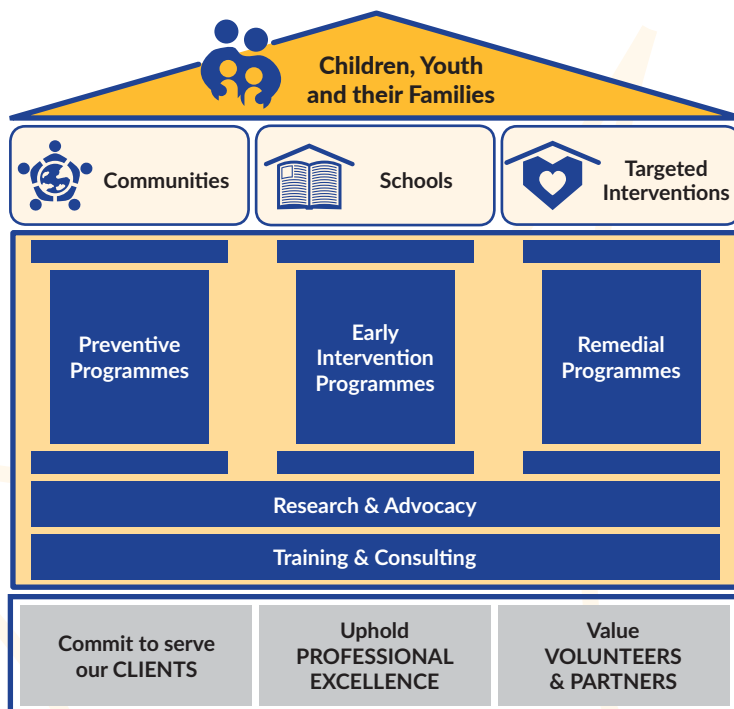 Children, Youth
and their Families
Communities
Schools
Targeted
Interventions
Preventive
Programmes
Early
Intervention
Programmes
Remedial
Programmes
Research & Advocacy
Training & Consulting
Commit to serve
our CLIENTS
Uphold
PROFESSIONAL
EXCELLENCE
Value
VOLUNTEERS
& PARTNERS